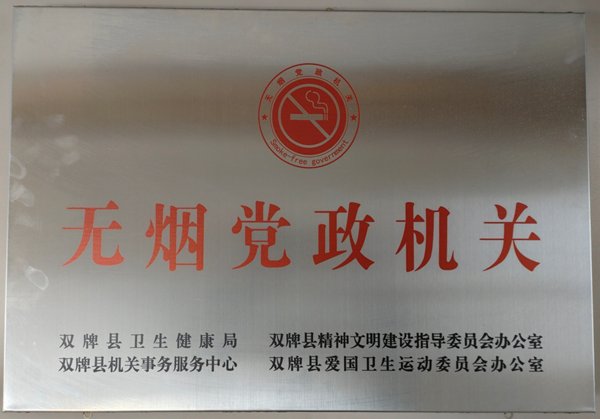 无烟党政机关
Smoke-free government
无烟党政机关
双牌县卫生健康局 双牌县精神文明建设指导委员会办公室
双牌县机关事务服务中心 双牌县爱国卫生运动委员会办公室